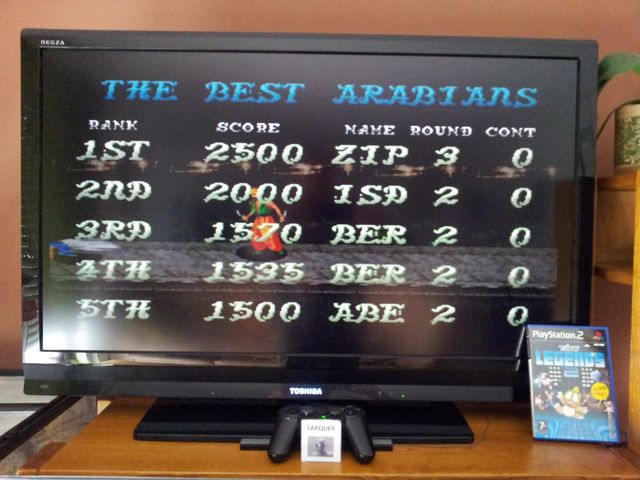 REGZA
THE BEST ARABIANS
RANK SCORE NAME ROUND CONT
1ST 2500 ZIP 3 0
2ND 2000 ISD 2 0
3RD 1570 BER 2 0
4TH 1535 BER 2 0
5TH 1500 ABE 2 0
TOSHIBA
PlayStation 2
LEGENDS
LARQUEY